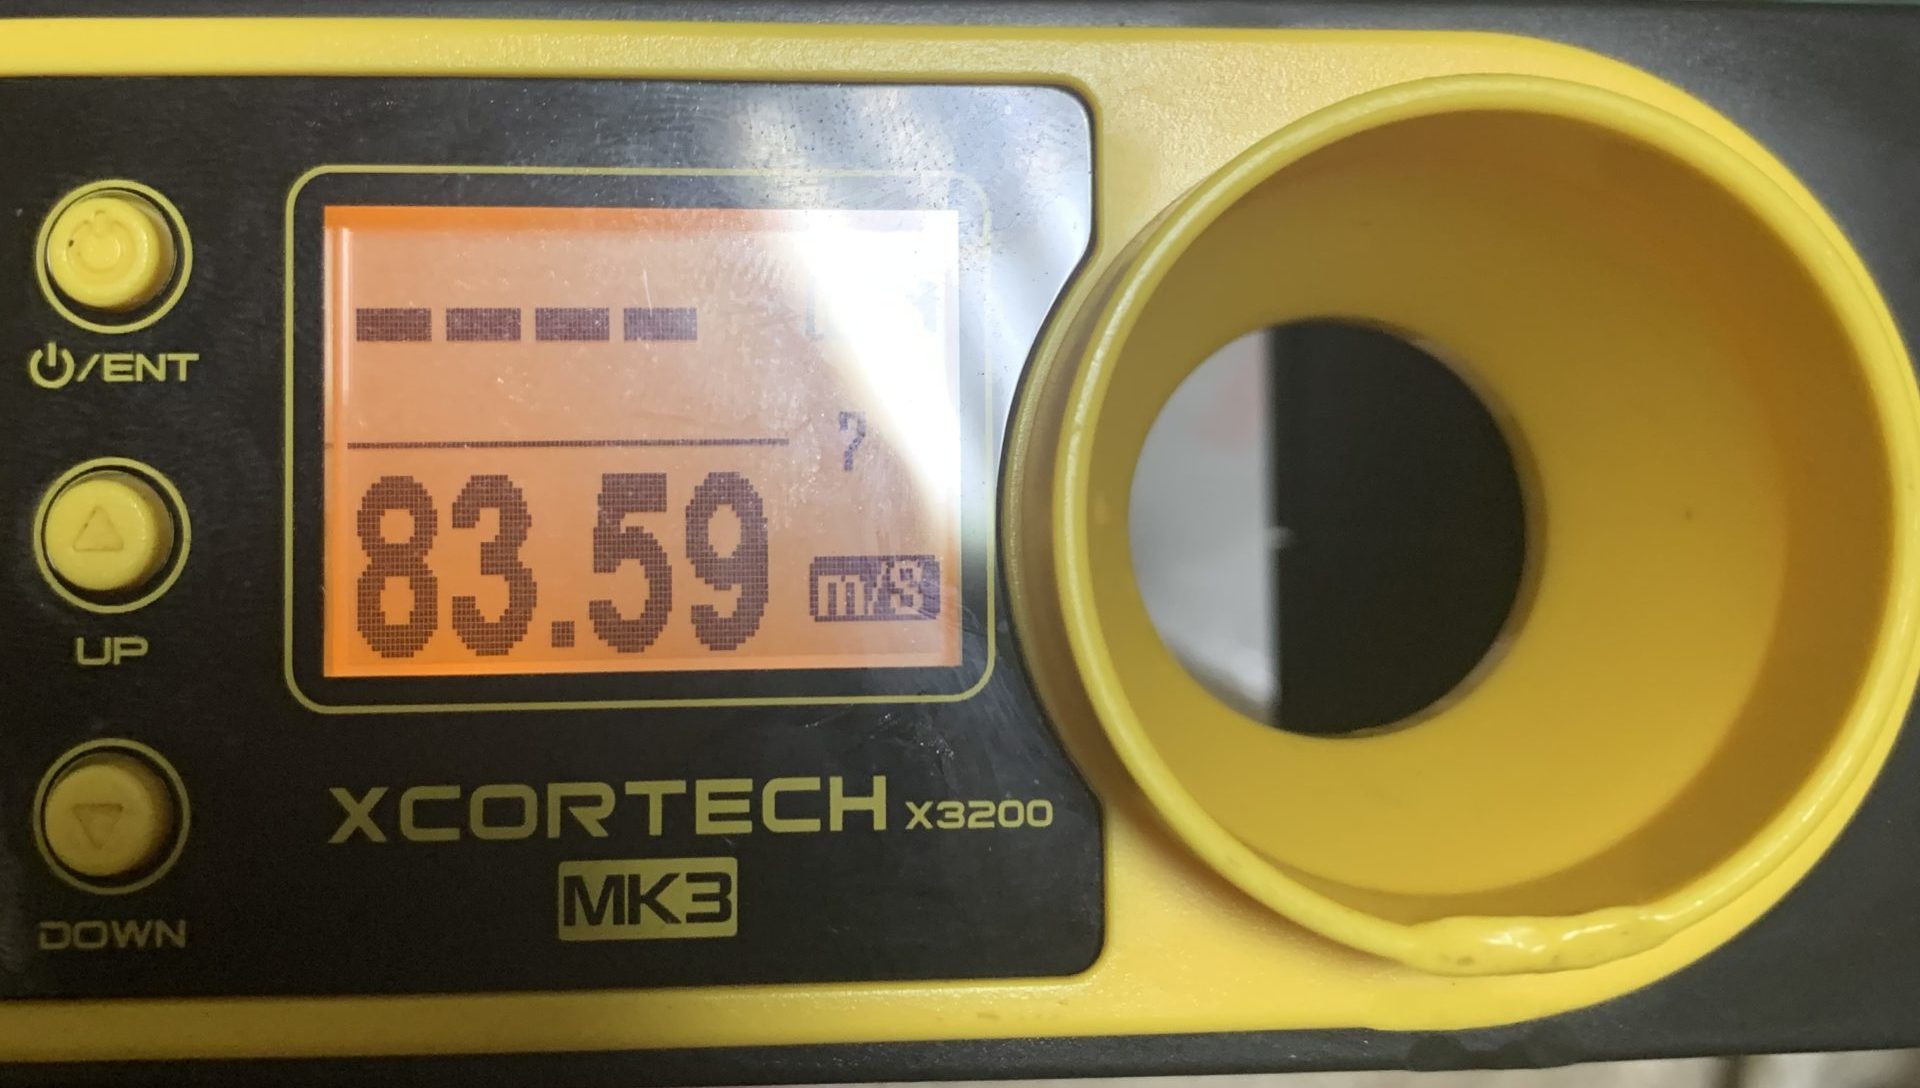 ----
?
83.59 m/s
⏻/ENT
UP
DOWN
XCORTECH X3200
MK3